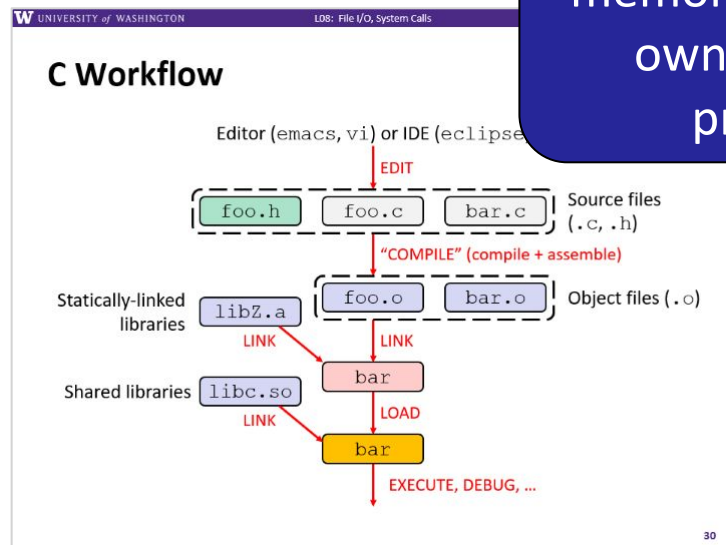 W UNIVERSITY of WASHINGTON
L08: File I/O, System Calls
own
C Workflow
Editor (emacs, vi) or IDE (eclipse,
EDIT
foo.h
foo.c
bar.c
Source files
(.c, .h)
"COMPILE" (compile + assemble)
foo.o
bar.o
Object files (.o)
Statically-linked
libraries
libZ.a
LINK
LINK
bar
Shared libraries
libc.so
LINK
LOAD
bar
EXECUTE, DEBUG, …
30